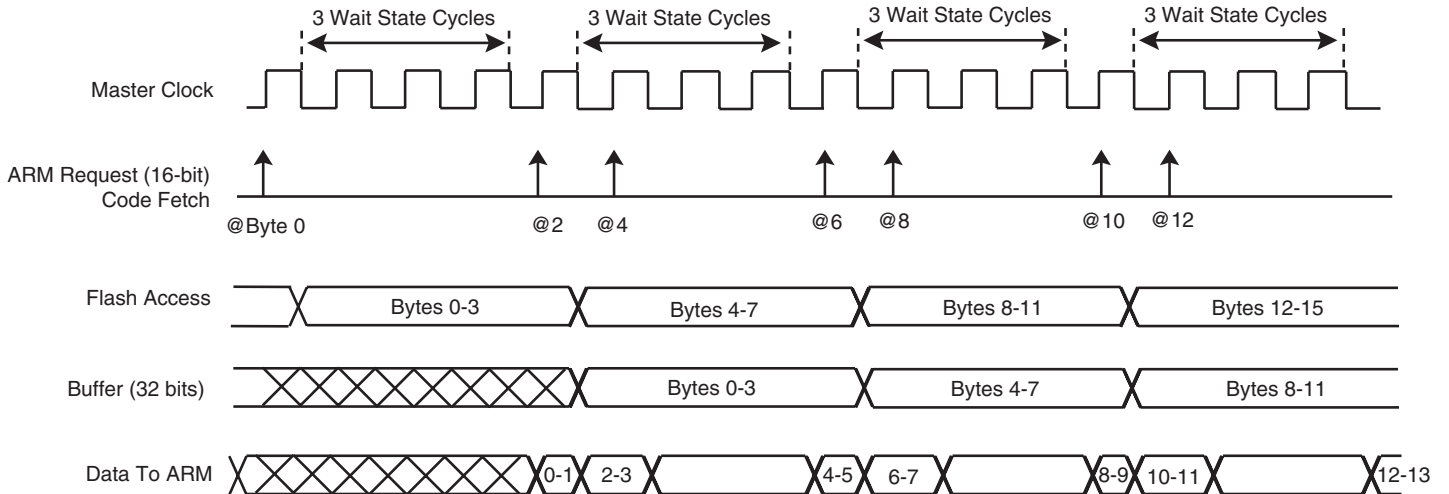 3 Wait State Cycles 3 Wait State Cycles 3 Wait State Cycles 3 Wait State Cycles
Master Clock
ARM Request (16-bit)
Code Fetch
@Byte 0 @2 @4 @6 @8 @10 @12
Flash Access Bytes 0-3 Bytes 4-7 Bytes 8-11 Bytes 12-15
Buffer (32 bits) Bytes 0-3 Bytes 4-7 Bytes 8-11
Data To ARM 0-1 2-3 4-5 6-7 8-9 10-11 12-13